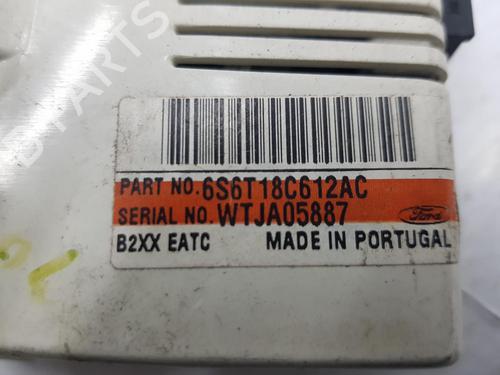 PART NO. 6S6T18C612AC
SERIAL NO. WTJA05887
Ford
B2XX EATC MADE IN PORTUGAL